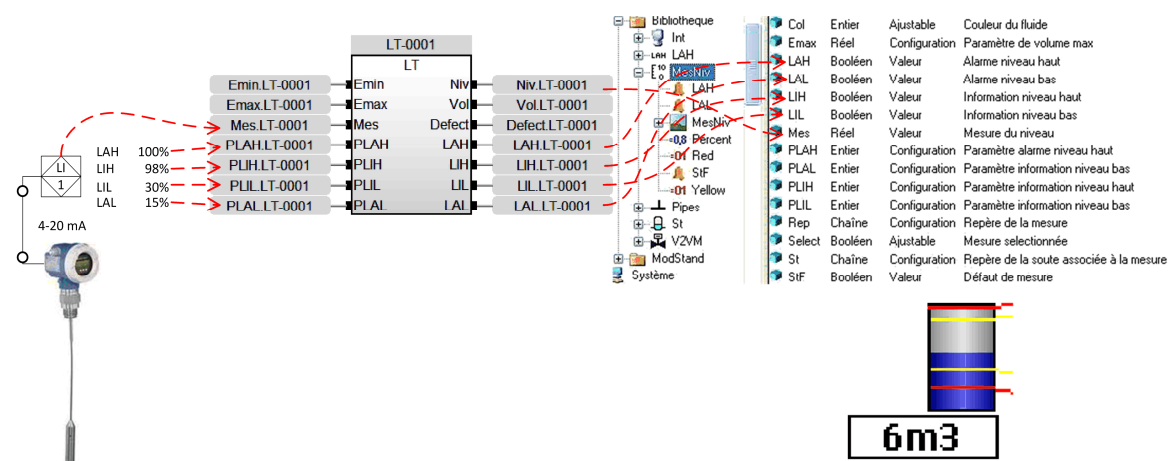 LT-0001
LT
Emin.LT-0001 Emin Niv Niv.LT-0001
Emax.LT-0001 Emax Vol Vol.LT-0001
Mes.LT-0001 Mes Defect Defect.LT-0001
PLAH.LT-0001 PLAH LAH LAH.LT-0001
PLIH.LT-0001 PLIH LIH LIH.LT-0001
PLIL.LT-0001 PLIL LIL LIL.LT-0001
PLAL.LT-0001 PLAL LAL LAL.LT-0001
LI
1
LAH 100%
LIH 98%
LIL 30%
LAL 15%
4-20 mA
Bibliotheque
Int
LAH LAH
10
0
MesNiv
LAH
LAL
MesNiv
0,8 Percent
01 Red
StF
01 Yellow
Pipes
St
V2VM
ModStand
Système
Col Entier Ajustable Couleur du fluide
Emax Réel Configuration Paramètre de volume max
LAH Booléen Valeur Alarme niveau haut
LAL Booléen Valeur Alarme niveau bas
LIH Booléen Valeur Information niveau haut
LIL Booléen Valeur Information niveau bas
Mes Réel Valeur Mesure du niveau
PLAH Entier Configuration Paramètre alarme niveau haut
PLAL Entier Configuration Paramètre information niveau bas
PLIH Entier Configuration Paramètre information niveau haut
PLIL Entier Configuration Paramètre information niveau bas
Rep Chaîne Configuration Repère de la mesure
Select Booléen Ajustable Mesure selectionnée
St Chaîne Configuration Repère de la soute associée à la mesure
StF Booléen Valeur Défaut de mesure
6m3